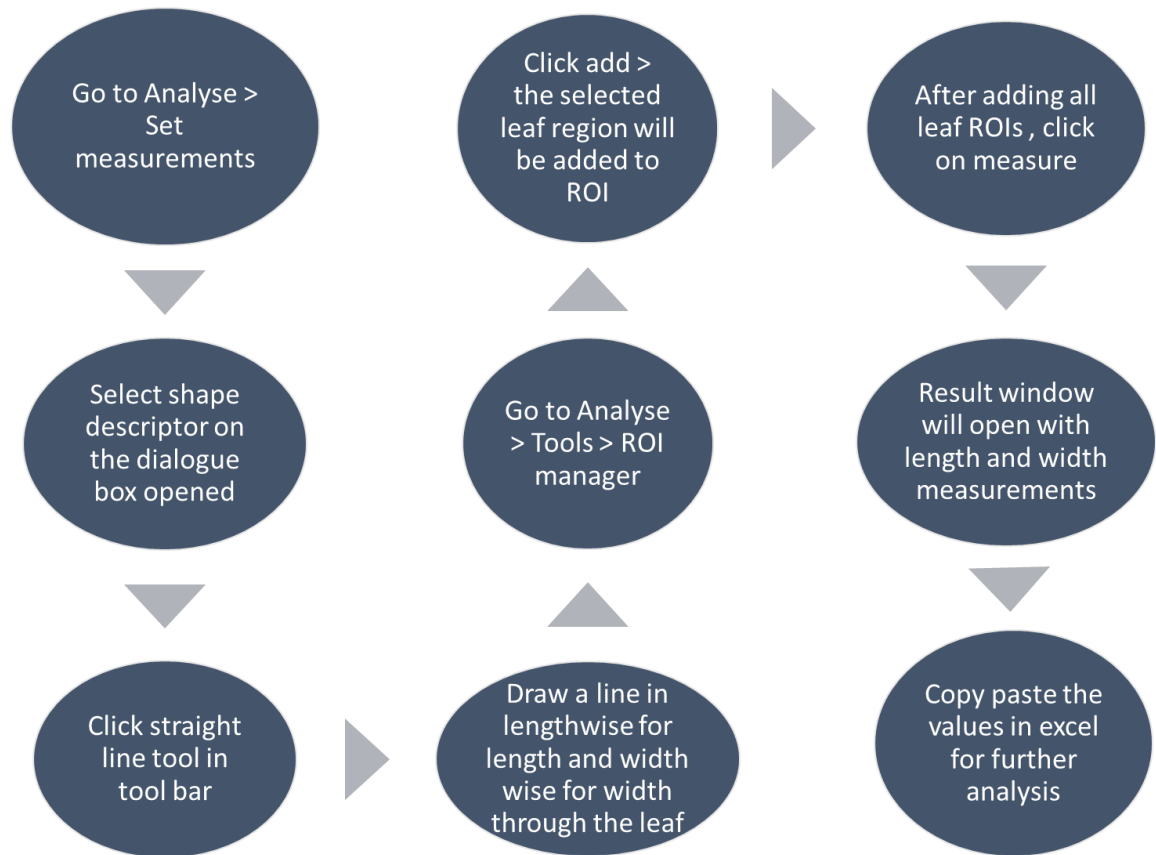 Go to Analyse >
Set
measurements
Select shape
descriptor on
the dialogue
box opened
Click straight
line tool in
tool bar
Draw a line in
lengthwise for
length and width
wise for width
through the leaf
Go to Analyse
> Tools > ROI
manager
Click add >
the selected
leaf region will
be added to
ROI
After adding all
leaf ROIs , click
on measure
Result window
will open with
length and width
measurements
Copy paste the
values in excel
for further
analysis